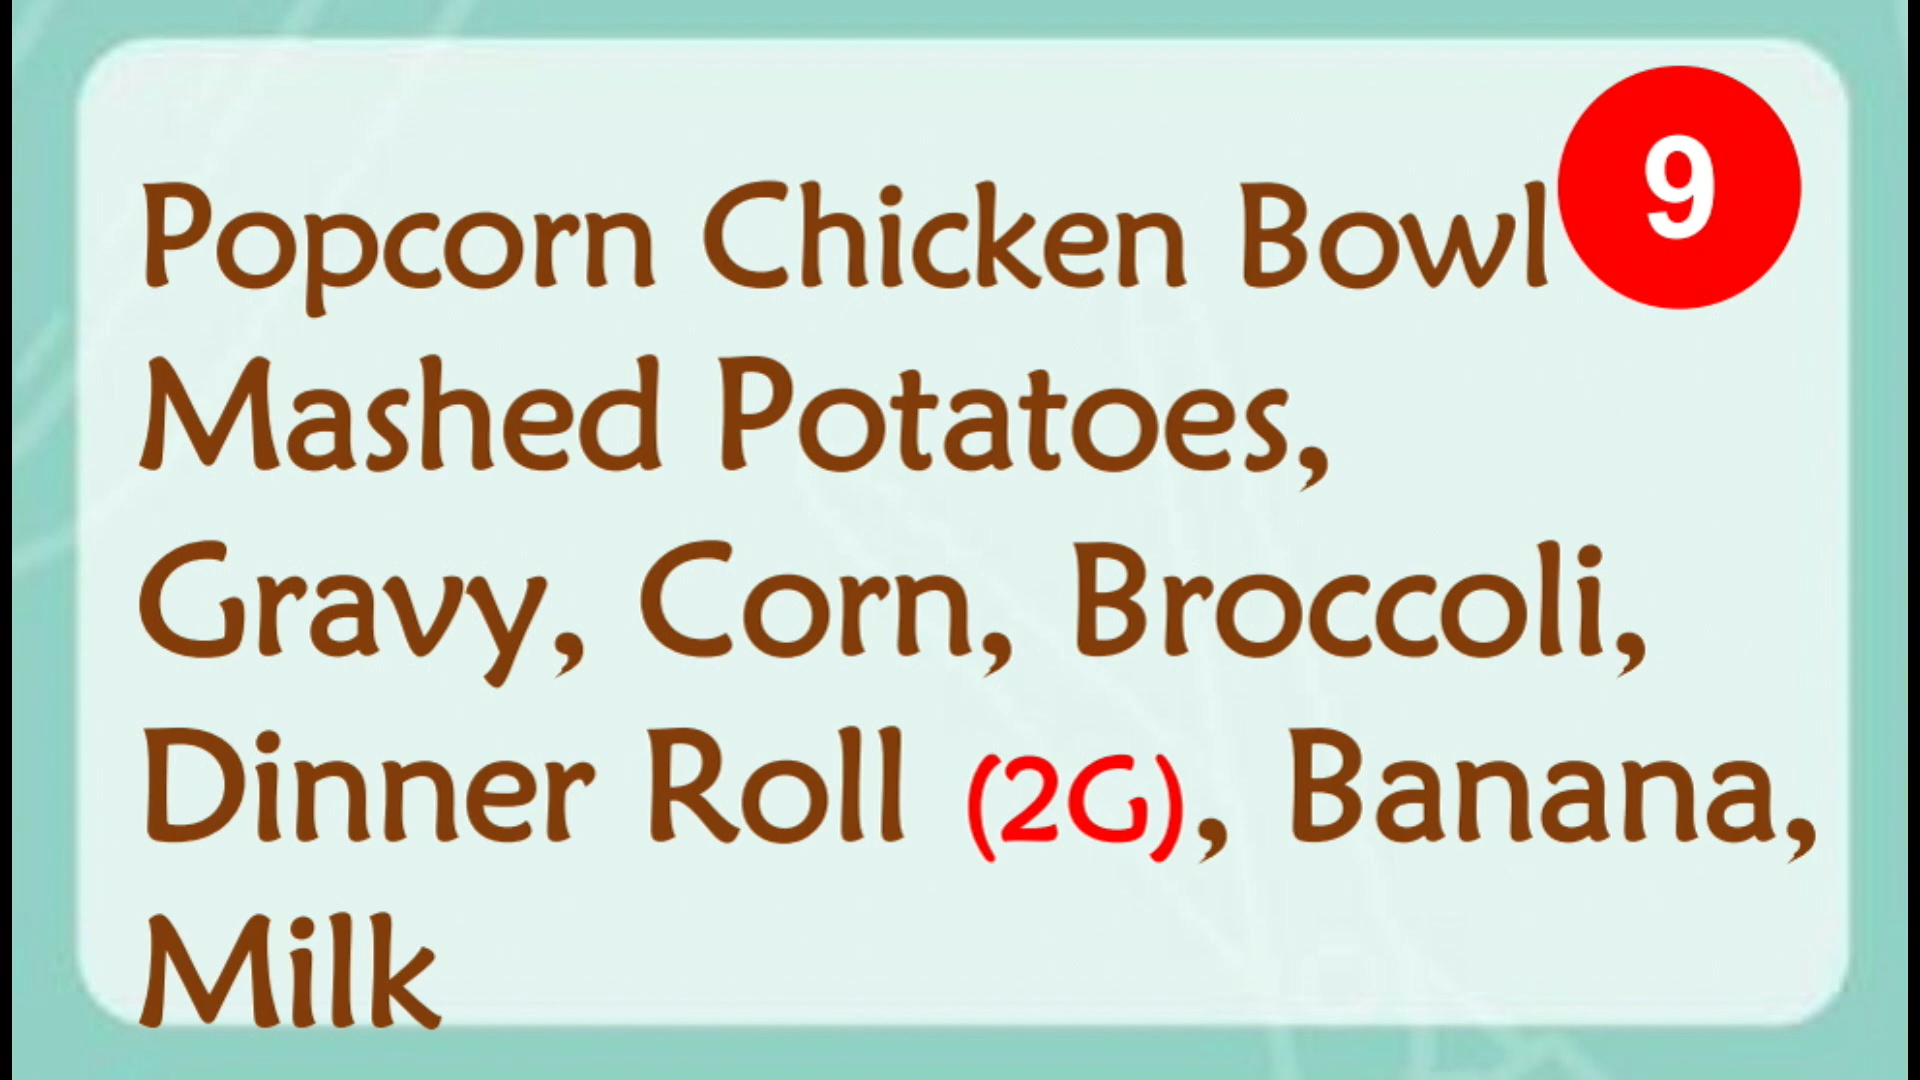 Popcorn Chicken Bowl
9
Mashed Potatoes,
Gravy, Corn, Broccoli,
Dinner Roll (2G), Banana,
Milk